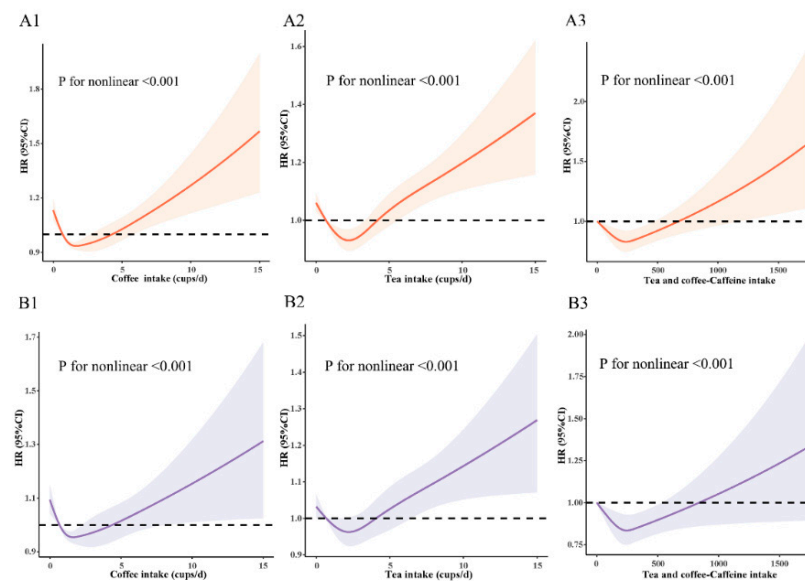 A1
A2
A3
P for nonlinear <0.001
P for nonlinear <0.001
P for nonlinear <0.001
HR (95%CI)
HR (95%CI)
HR (95%CI)
1.8
1.5
1.2
0.9
1.6
1.4
1.2
1.0
2.0
1.5
1.0
0 5 10 15
0 5 10 15
0 500 1000 1500
Coffee intake (cups/d)
Tea intake (cups/d)
Tea and coffee-Caffeine intake
B1
B2
B3
P for nonlinear <0.001
P for nonlinear <0.001
P for nonlinear <0.001
HR (95%CI)
HR (95%CI)
HR (95%CI)
1.7
1.5
1.3
1.1
0.9
1.5
1.4
1.3
1.2
1.1
1.0
0.9
2.00
1.75
1.50
1.25
1.00
0.75
0 5 10 15
0 5 10 15
0 500 1000 1500
Coffee intake (cups/d)
Tea intake (cups/d)
Tea and coffee-Caffeine intake